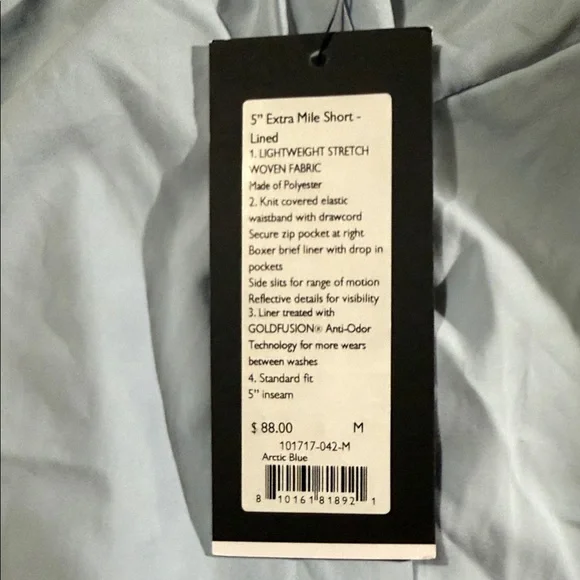 5" Extra Mile Short -
Lined
1. LIGHTWEIGHT STRETCH
WOVEN FABRIC
Made of Polyester
2. Knit covered elastic
waistband with drawcord
Secure zip pocket at right
Boxer brief liner with drop in
pockets
Side slits for range of motion
Reflective details for visibility
3. Liner treated with
GOLDFUSION® Anti-Odor
Technology for more wears
between washes
4. Standard fit
5" inseam
$ 88.00 M
101717-042-M
Arctic Blue
8 10161 81892 1